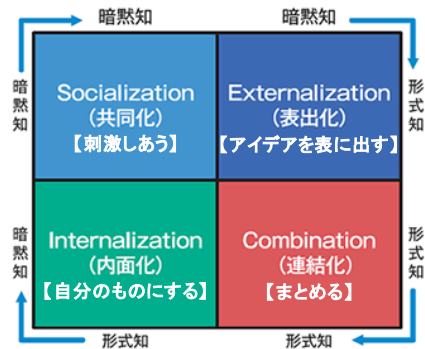 暗黙知
暗黙知
暗黙知
Socialization
(共同化)
【刺激しあう】
Externalization
(表出化)
【アイデアを表に出す】
形式知
暗黙知
Internalization
(内面化)
【自分のものにする】
Combination
(連結化)
【まとめる】
形式知
形式知
形式知